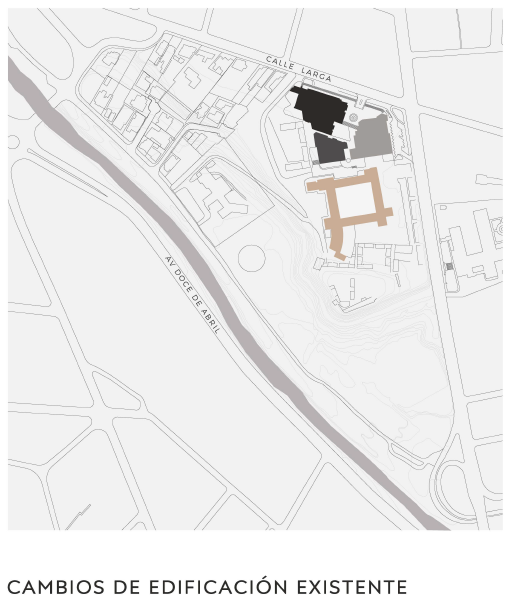 CALLE LARGA
AV DOCE DE ABRIL
CAMBIOS DE EDIFICACIÓN EXISTENTE